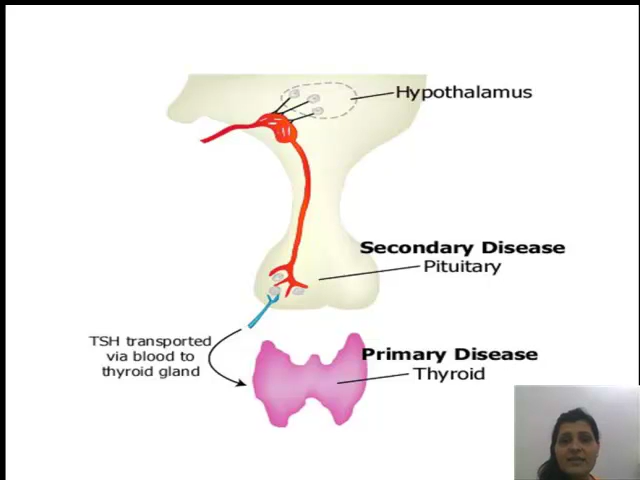 Hypothalamus
Secondary Disease
Pituitary
TSH transported
via blood to
thyroid gland
Primary Disease
Thyroid